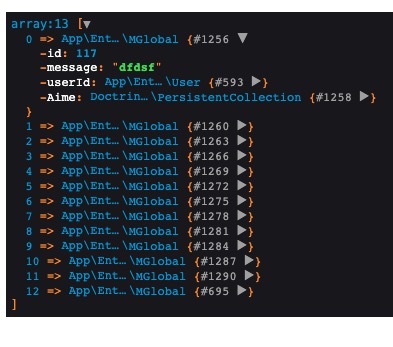 array:13 [▼
0 => App\Ent…\MGlobal {#1256 ▼
-id: 117
-message: "dfdsf"
-userId: App\Ent…\User {#593 ▶}
-Aime: Doctrin…\PersistentCollection {#1258 ▶}
}
1 => App\Ent…\MGlobal {#1260 ▶}
2 => App\Ent…\MGlobal {#1263 ▶}
3 => App\Ent…\MGlobal {#1266 ▶}
4 => App\Ent…\MGlobal {#1269 ▶}
5 => App\Ent…\MGlobal {#1272 ▶}
6 => App\Ent…\MGlobal {#1275 ▶}
7 => App\Ent…\MGlobal {#1278 ▶}
8 => App\Ent…\MGlobal {#1281 ▶}
9 => App\Ent…\MGlobal {#1284 ▶}
10 => App\Ent…\MGlobal {#1287 ▶}
11 => App\Ent…\MGlobal {#1290 ▶}
12 => App\Ent…\MGlobal {#695 ▶}
]